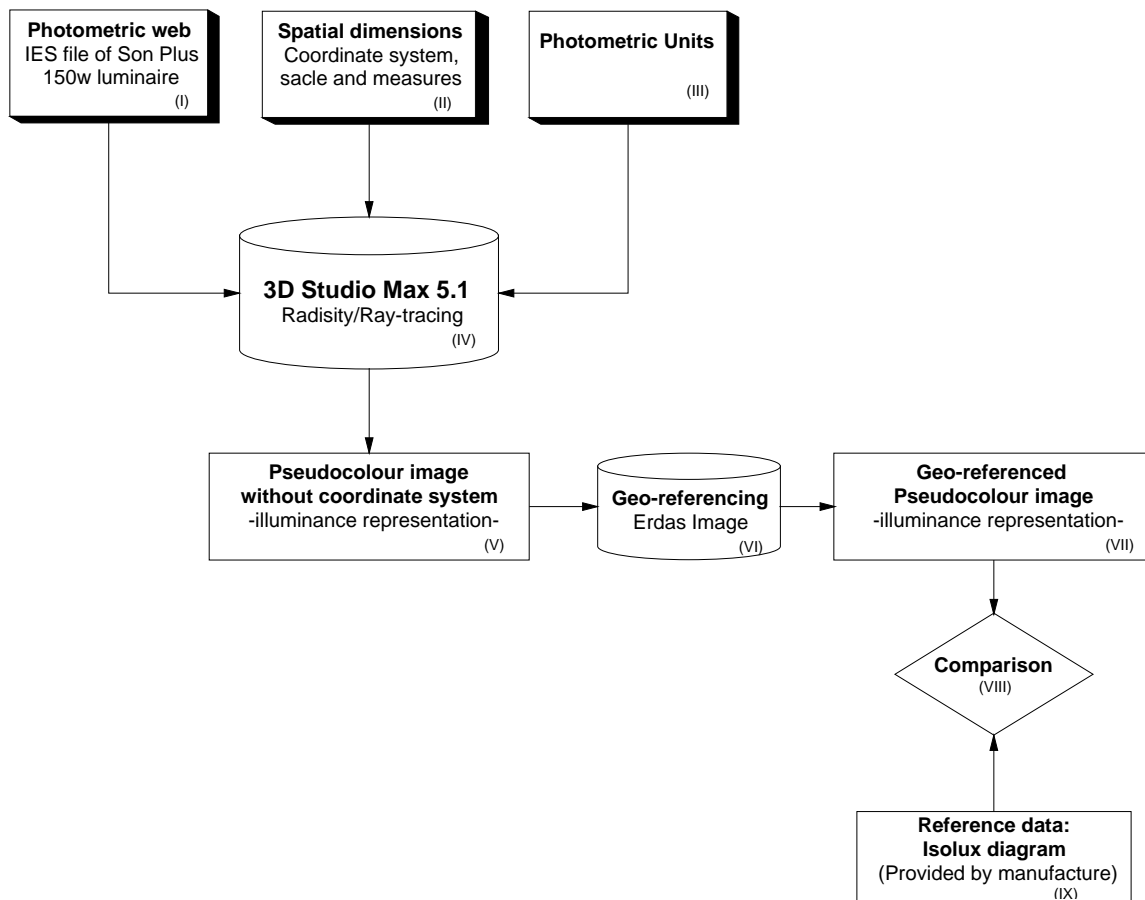 Photometric web
IES file of Son Plus
150w luminaire
(I)
Spatial dimensions
Coordinate system,
sacle and measures
(II)
Photometric Units
(III)
3D Studio Max 5.1
Radisity/Ray-tracing
(IV)
Pseudocolour image
without coordinate system
-illuminance representation-
(V)
Geo-referencing
Erdas Image
(VI)
Geo-referenced
Pseudocolour image
-illuminance representation-
(VII)
Comparison
(VIII)
Reference data:
Isolux diagram
(Provided by manufacture)
(IX)